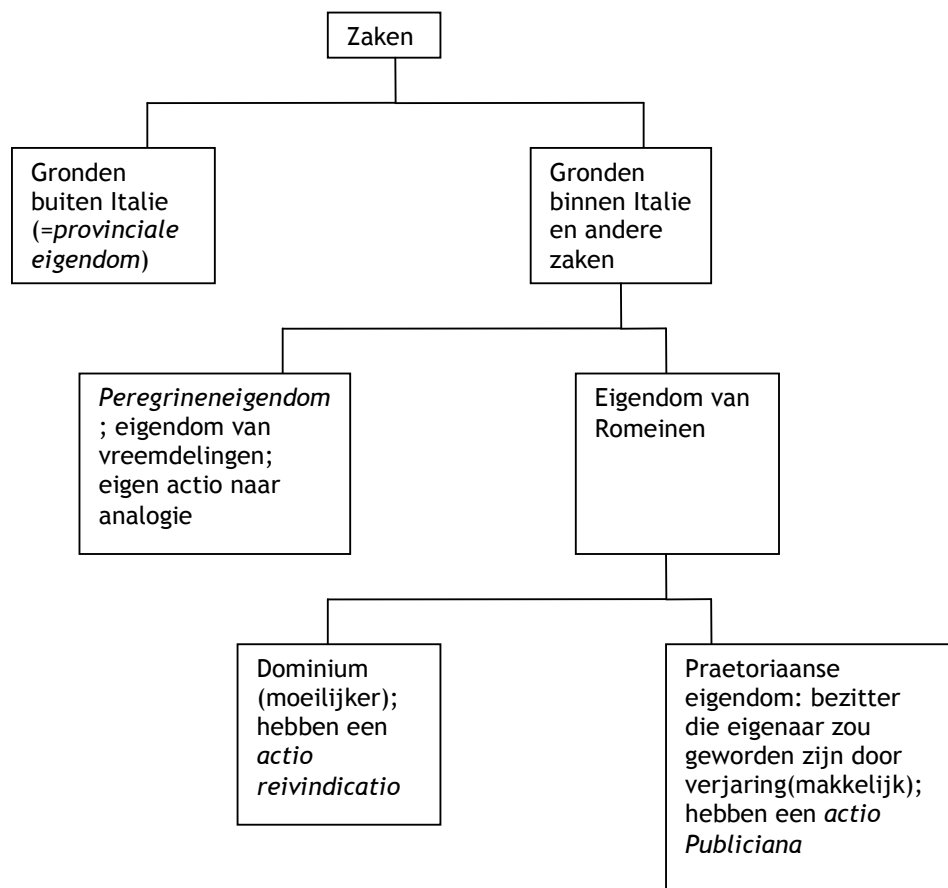 Zaken
Gronden
buiten Italie
(=provinciale
eigendom)
Gronden
binnen Italie
en andere
zaken
Peregrineneigendom
; eigendom van
vreemdelingen;
eigen actio naar
analogie
Eigendom van
Romeinen
Dominium
(moeilijker);
hebben een
actio
reivindicatio
Praetoriaanse
eigendom: bezitter
die eigenaar zou
geworden zijn door
verjaring(makkelijk);
hebben een actio
Publiciana